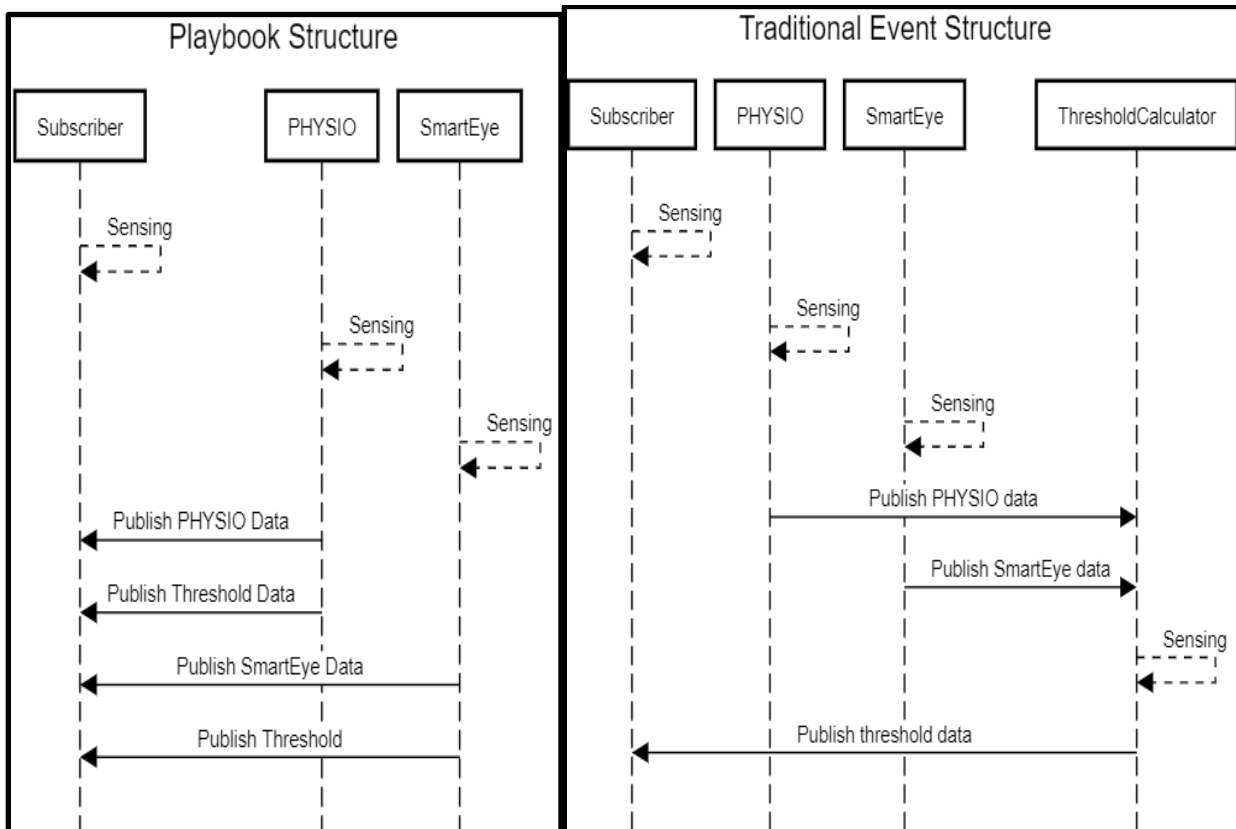 Playbook Structure
Subscriber
PHYSIO
SmartEye
Sensing
Sensing
Sensing
Publish PHYSIO Data
Publish Threshold Data
Publish SmartEye Data
Publish Threshold
Traditional Event Structure
Subscriber
PHYSIO
SmartEye
ThresholdCalculator
Sensing
Sensing
Sensing
Publish PHYSIO data
Publish SmartEye data
Sensing
Publish threshold data